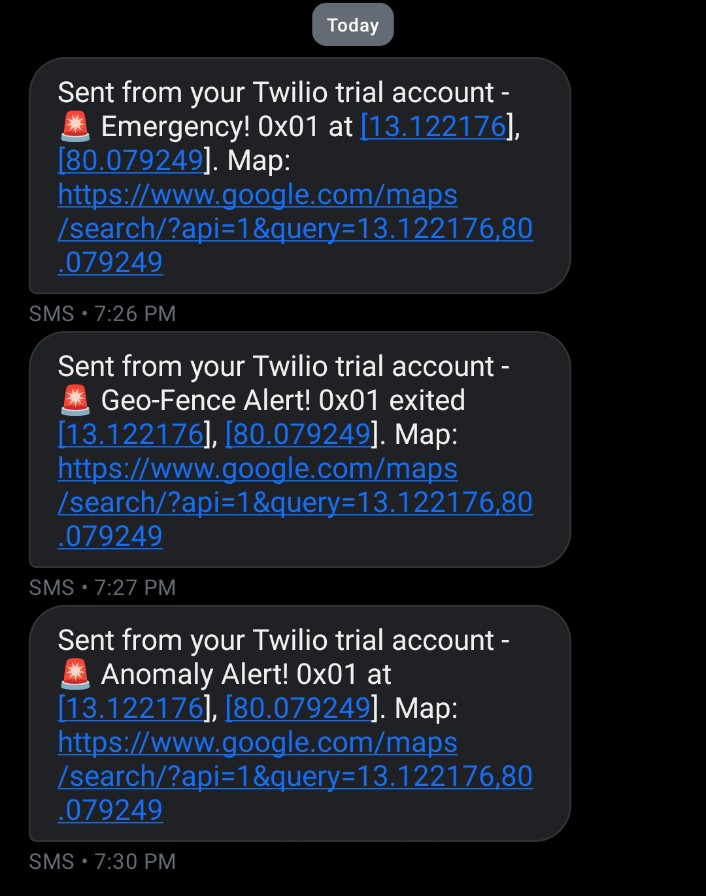 Today
Sent from your Twilio trial account -
🚨 Emergency! 0x01 at [13.122176],
[80.079249]. Map:
https://www.google.com/maps
/search/?api=1&query=13.122176,80
.079249
SMS • 7:26 PM
Sent from your Twilio trial account -
🚨 Geo-Fence Alert! 0x01 exited
[13.122176], [80.079249]. Map:
https://www.google.com/maps
/search/?api=1&query=13.122176,80
.079249
SMS • 7:27 PM
Sent from your Twilio trial account -
🚨 Anomaly Alert! 0x01 at
[13.122176], [80.079249]. Map:
https://www.google.com/maps
/search/?api=1&query=13.122176,80
.079249
SMS • 7:30 PM